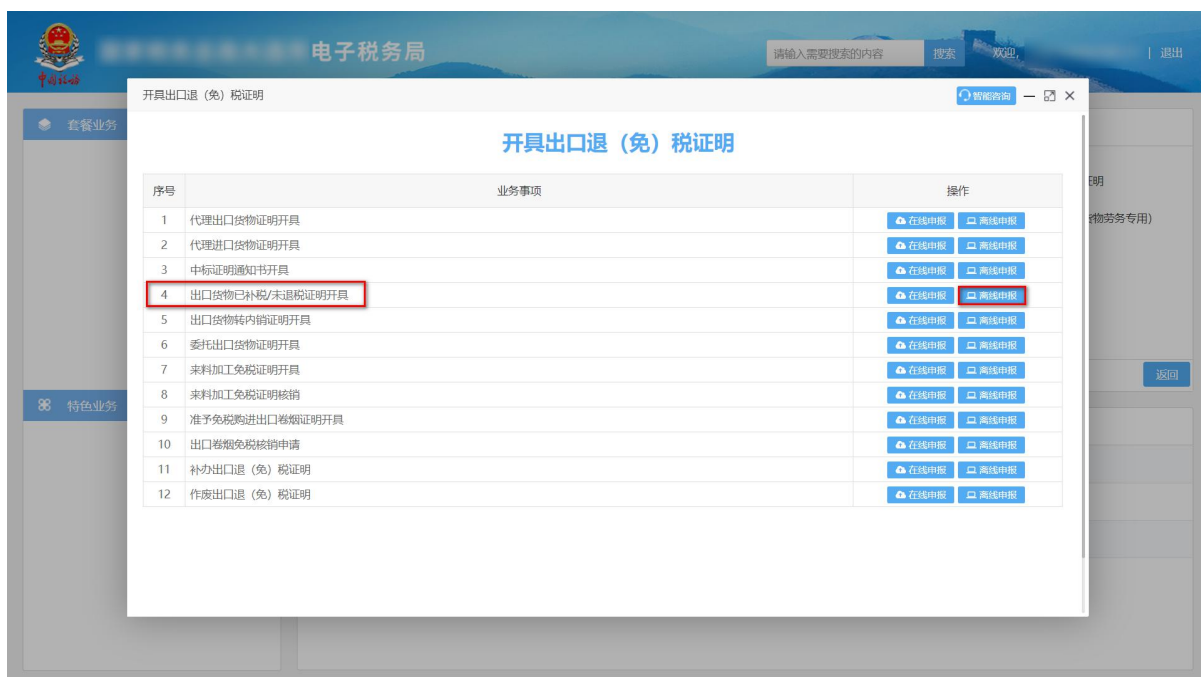 电子税务局
请输入需要搜索的内容 搜索 欢迎, | 退出
中国税务
开具出口退（免）税证明 智能咨询
套餐业务
开具出口退（免）税证明
序号 业务事项 操作
1 代理出口货物证明开具 在线申报 离线申报
2 代理进口货物证明开具 在线申报 离线申报
物劳务专用)
3 中标证明通知书开具 在线申报 离线申报
4 出口货物已补税/未退税证明开具 在线申报 离线申报
5 出口货物转内销证明开具 在线申报 离线申报
6 委托出口货物证明开具 在线申报 离线申报
7 来料加工免税证明开具 在线申报 离线申报
返回
8 来料加工免税证明核销 在线申报 离线申报
特色业务
9 准予免税购进出口卷烟证明开具 在线申报 离线申报
10 出口卷烟免税核销申请 在线申报 离线申报
11 补办出口退（免）税证明 在线申报 离线申报
12 作废出口退（免）税证明 在线申报 离线申报